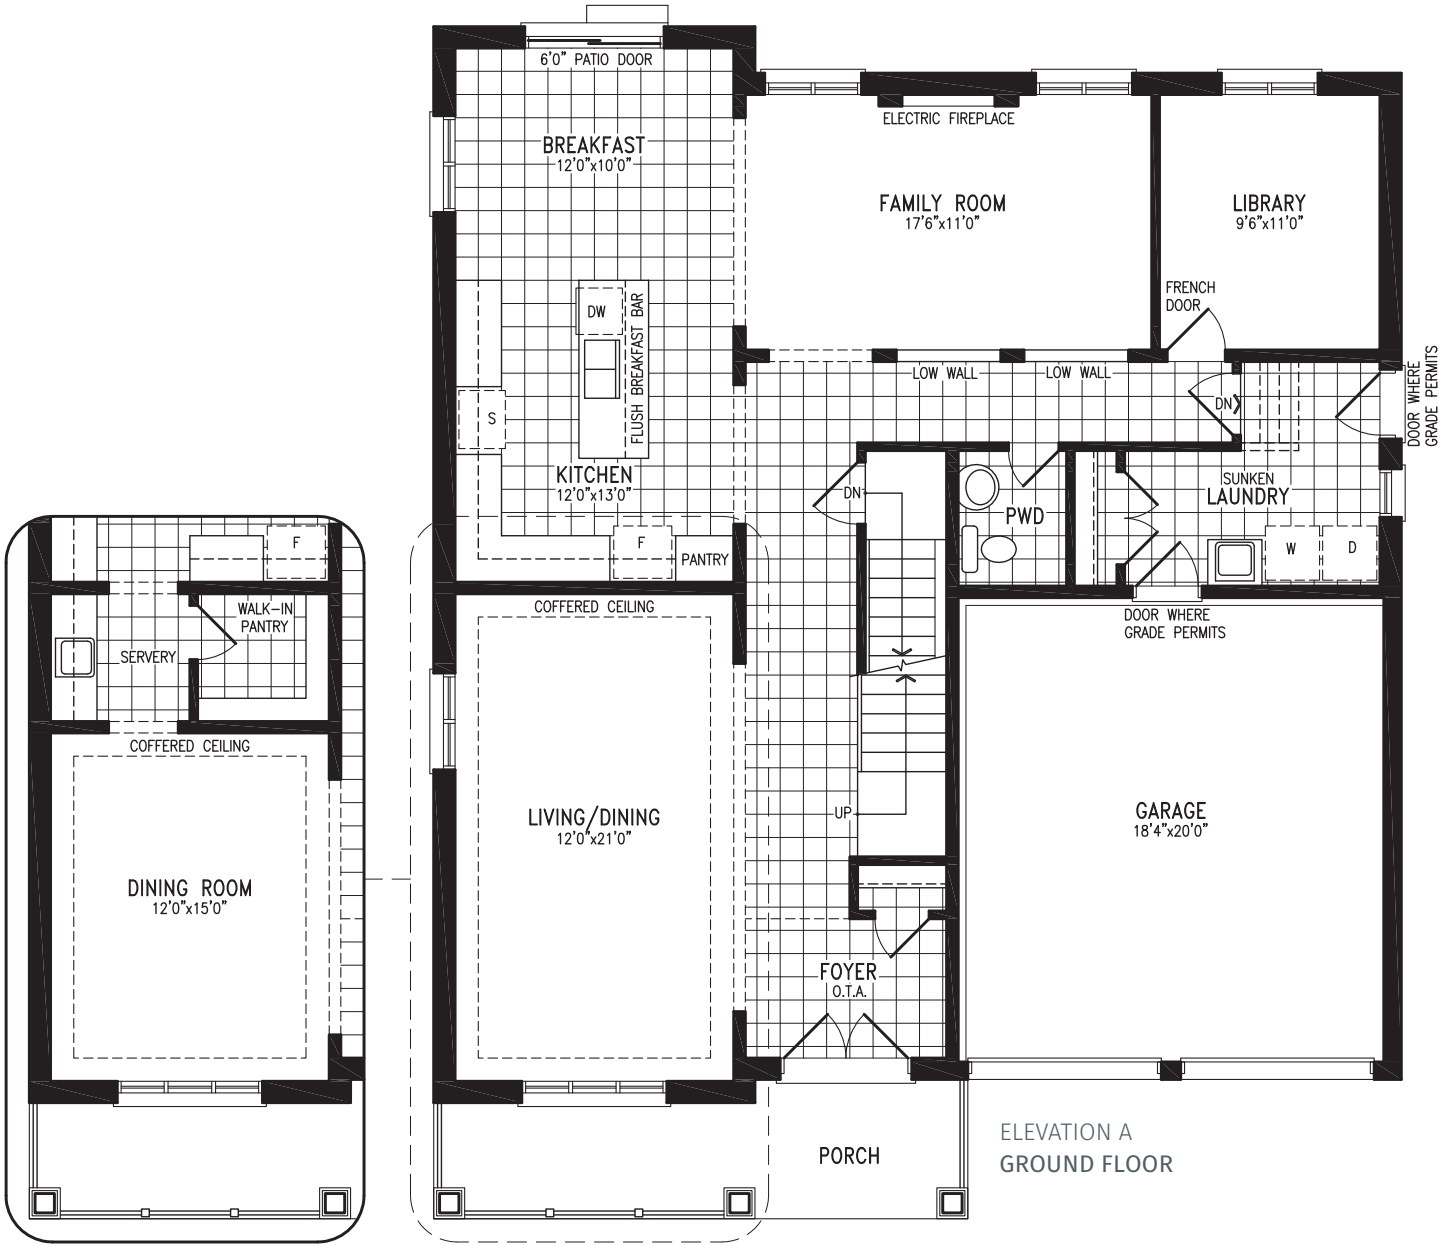 6'0" PATIO DOOR
BREAKFAST
12'0"x10'0"
ELECTRIC FIREPLACE
FAMILY ROOM
17'6"x11'0"
LIBRARY
9'6"x11'0"
FRENCH
DOOR
DW
FLUSH BREAKFAST BAR
S
KITCHEN
12'0"x13'0"
F
PANTRY
LOW WALL
LOW WALL
DN
DOOR WHERE
GRADE PERMITS
DN
PWD
SUNKEN
LAUNDRY
W
D
DOOR WHERE
GRADE PERMITS
COFFERED CEILING
LIVING/DINING
12'0"x21'0"
UP
GARAGE
18'4"x20'0"
FOYER
O.T.A.
PORCH
F
WALK-IN
PANTRY
SERVERY
COFFERED CEILING
DINING ROOM
12'0"x15'0"
ELEVATION A
GROUND FLOOR